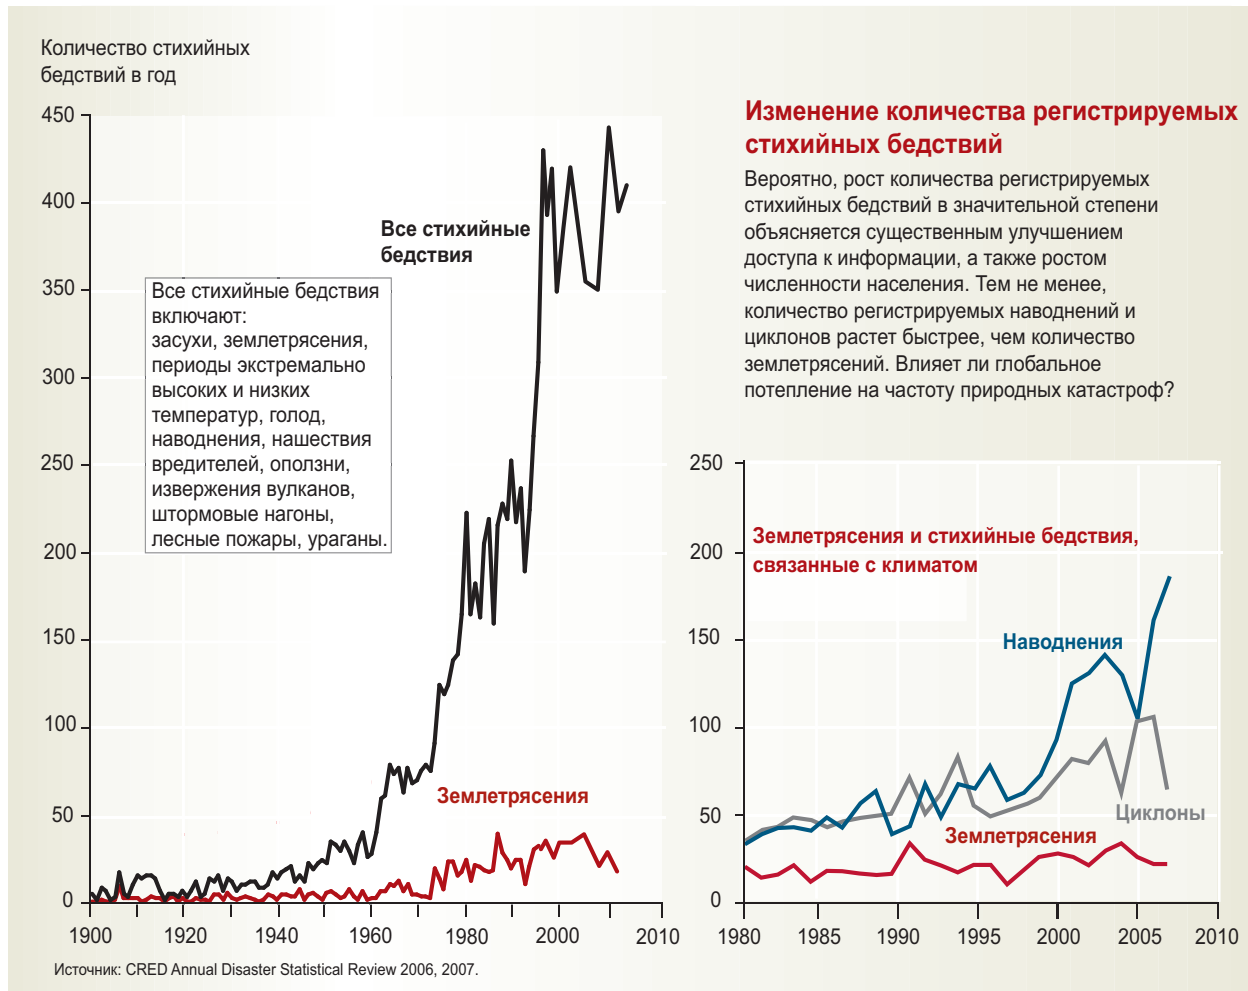 Количество стихийных
бедствий в год
450
400
350
300
250
200
150
100
50
0
1900
1920
1940
1960
1980
2000
2010
Все стихийные
бедствия
Все стихийные бедствия
включают:
засухи, землетрясения,
периоды экстремально
высоких и низких
температур, голод,
наводнения, нашествия
вредителей, оползни,
извержения вулканов,
штормовые нагоны,
лесные пожары, ураганы.
Землетрясения
Источник: CRED Annual Disaster Statistical Review 2006, 2007.
Изменение количества регистрируемых
стихийных бедствий
Вероятно, рост количества регистрируемых
стихийных бедствий в значительной степени
объясняется существенным улучшением
доступа к информации, а также ростом
численности населения. Тем не менее,
количество регистрируемых наводнений и
циклонов растет быстрее, чем количество
землетрясений. Влияет ли глобальное
потепление на частоту природных катастроф?
250
200
150
100
50
0
1980
1985
1990
1995
2000
2005
2010
Землетрясения и стихийные бедствия,
связанные с климатом
Наводнения
Циклоны
Землетрясения